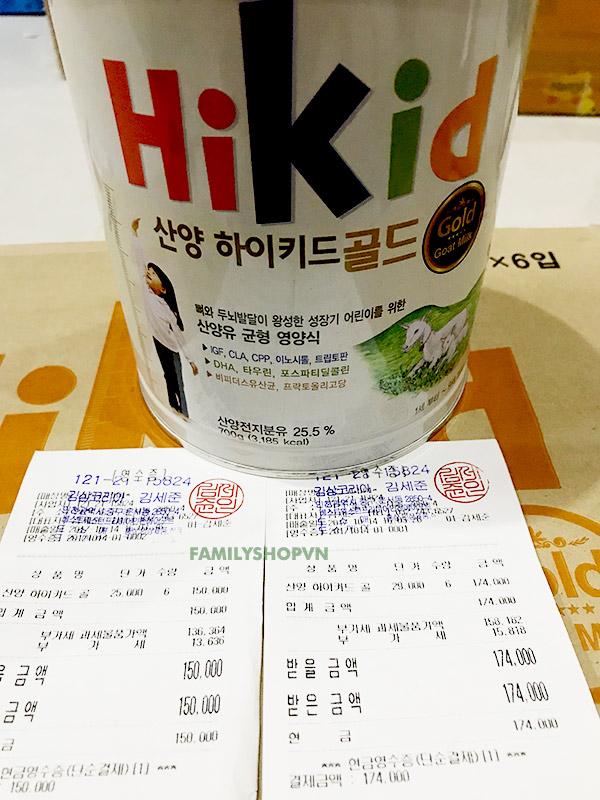 HiKid
산양 하이키드 골드
Gold
Goat Milk
×6입
뼈와 두뇌발달이 왕성한 성장기 어린이를 위한
산양유 균형 영양식
▶ IGF, CLA, CPP, 이노시톨, 트립토판
▶ DHA, 타우린, 포스파티딜콜린
▶ 비피더스유산균, 프락토올리고당
산양전지분유 25.5 %
700g (3,185 kcal)
[영수증]
김삼코리아 김세준
FAMILYSHOPVN
상 품 명 단가 수량 금 액
산양 하이키드 골 25,000 6 150,000
합 계 금 액 150,000
부가세 과세물품가액 136,364
부 가 세 13,636
을 금액 150,000
은 금액 150,000
금 150,000
현금영수증(단순결제) [1] ***
: 150,000
김삼코리아 김세준
상 품 명 단가 수량 금 액
산양 하이키드 골 29,000 6 174,000
합 계 금 액 174,000
부가세 과세물품가액 158,182
부 가 세 15,818
받을 금액 174,000
받은 금액 174,000
현 금 174,000
*** 현금영수증(단순결제) [1] ***
결제금액 : 174,000